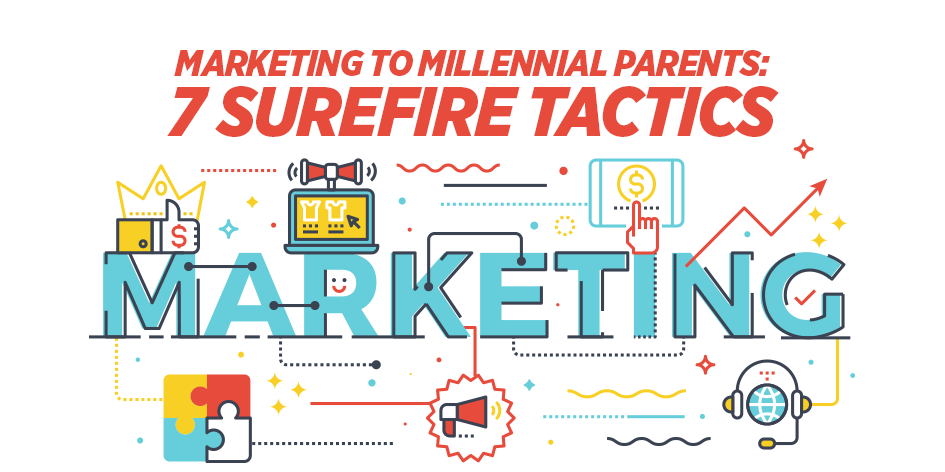 MARKETING TO MILLENNIAL PARENTS:
7 SUREFIRE TACTICS
$
$
MARKETING